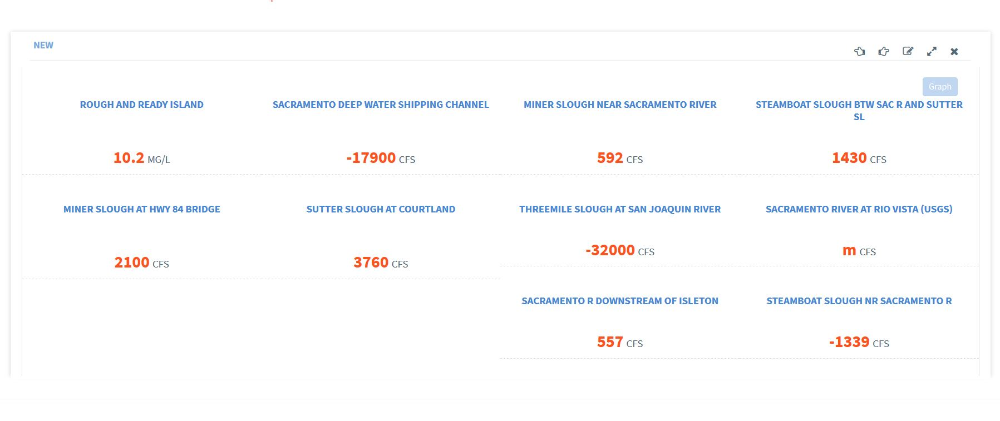 NEW
Graph
ROUGH AND READY ISLAND
10.2 MG/L
SACRAMENTO DEEP WATER SHIPPING CHANNEL
-17900 CFS
MINER SLOUGH NEAR SACRAMENTO RIVER
592 CFS
STEAMBOAT SLOUGH BTW SAC R AND SUTTER
SL
1430 CFS
MINER SLOUGH AT HWY 84 BRIDGE
2100 CFS
SUTTER SLOUGH AT COURTLAND
3760 CFS
THREEMILE SLOUGH AT SAN JOAQUIN RIVER
-32000 CFS
SACRAMENTO RIVER AT RIO VISTA (USGS)
m CFS
SACRAMENTO R DOWNSTREAM OF ISLETON
557 CFS
STEAMBOAT SLOUGH NR SACRAMENTO R
-1339 CFS